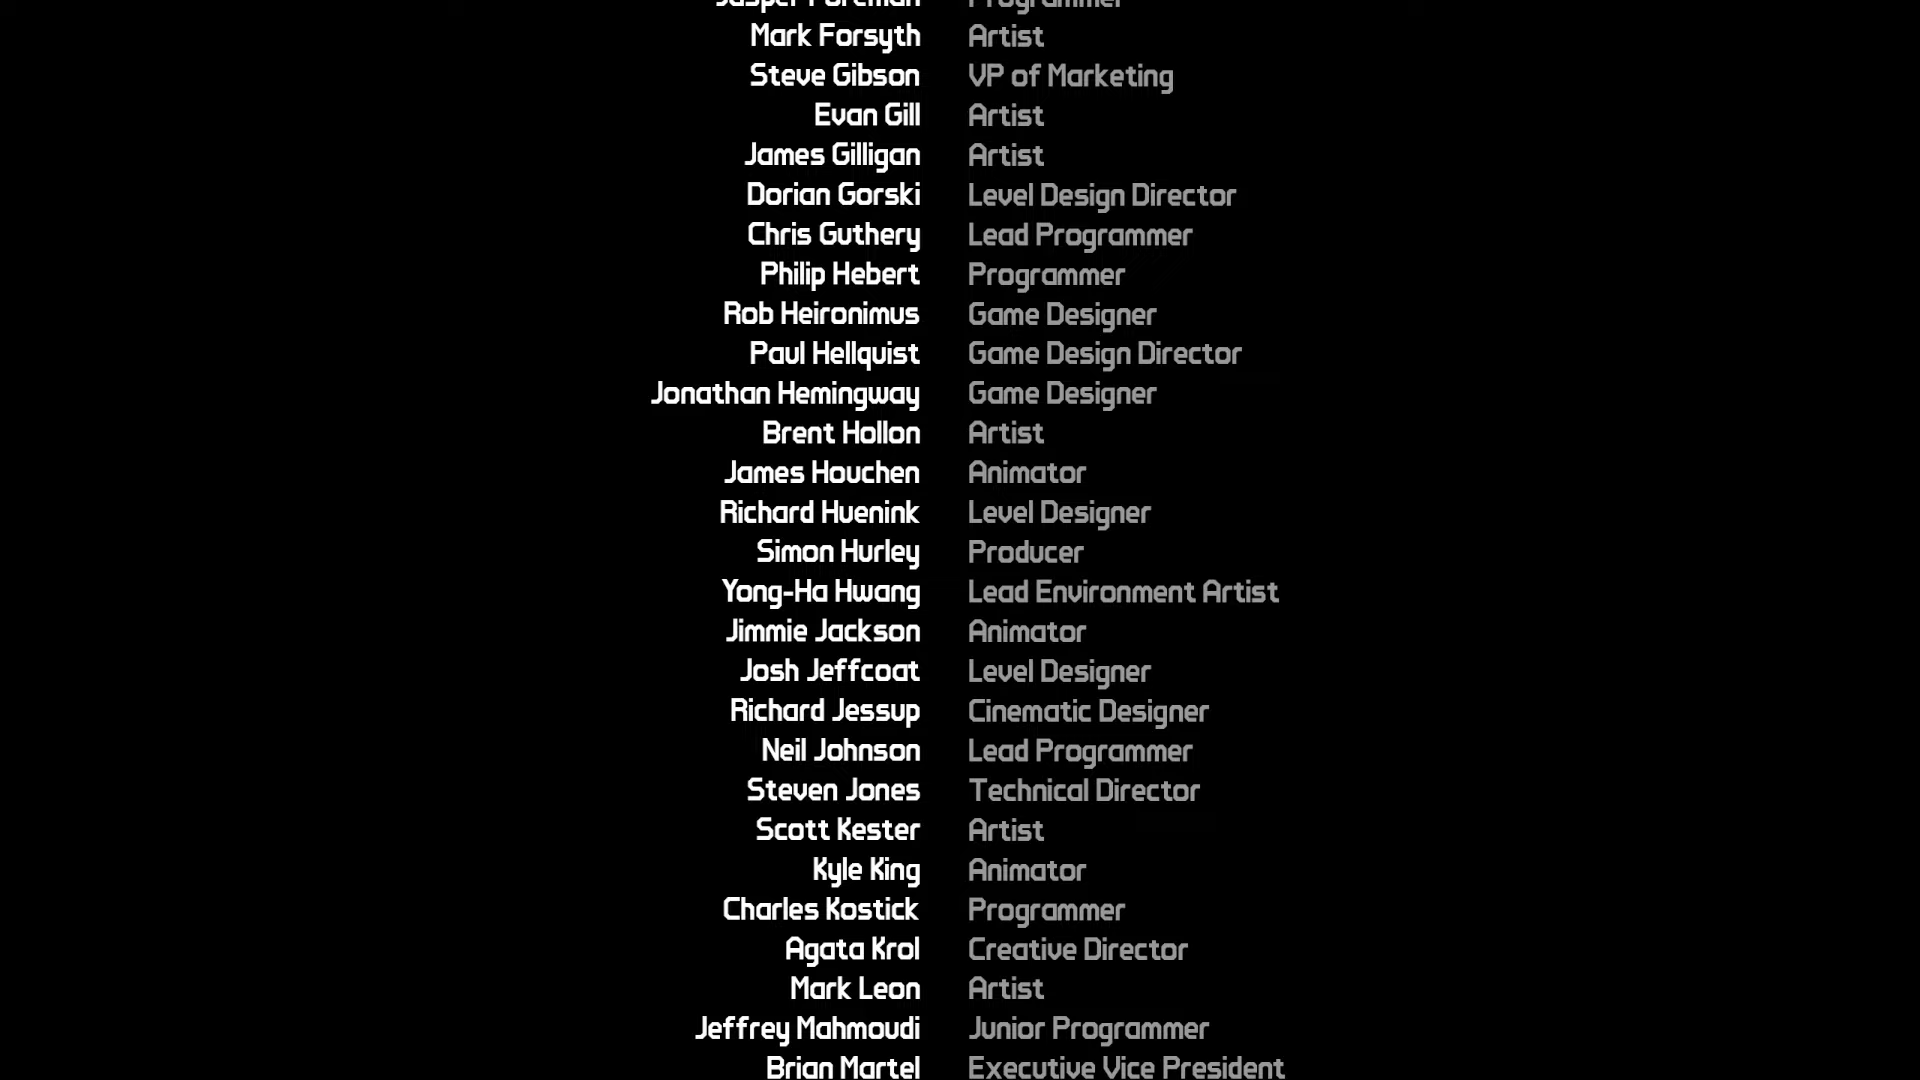 Jasper Foreman Programmer
Mark Forsyth Artist
Steve Gibson VP of Marketing
Evan Gill Artist
James Gilligan Artist
Dorian Gorski Level Design Director
Chris Guthery Lead Programmer
Philip Hebert Programmer
Rob Heironimus Game Designer
Paul Hellquist Game Design Director
Jonathan Hemingway Game Designer
Brent Hollon Artist
James Houchen Animator
Richard Huenink Level Designer
Simon Hurley Producer
Yong-Ha Hwang Lead Environment Artist
Jimmie Jackson Animator
Josh Jeffcoat Level Designer
Richard Jessup Cinematic Designer
Neil Johnson Lead Programmer
Steven Jones Technical Director
Scott Kester Artist
Kyle King Animator
Charles Kostick Programmer
Agata Krol Creative Director
Mark Leon Artist
Jeffrey Mahmoudi Junior Programmer
Brian Martel Executive Vice President